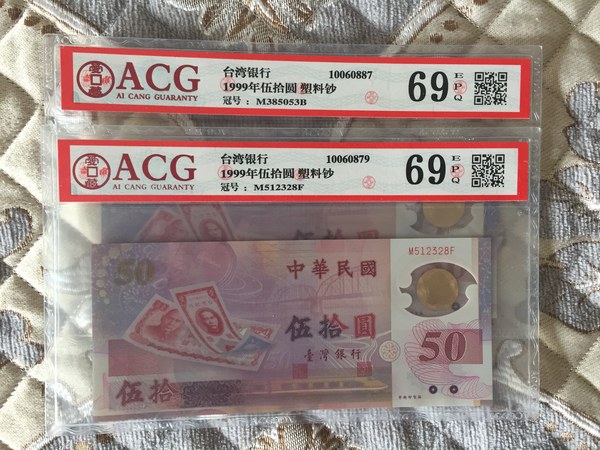 ACG
AI CANG GUARANTY
台湾银行 10060887
1999年伍拾圆 塑料钞
冠号 : M385053B
69 EPQ
ACG
AI CANG GUARANTY
台湾银行 10060879
1999年伍拾圆 塑料钞
冠号 : M512328F
69 EPQ
50
中華民國
M512328F
伍拾圓
臺灣銀行
50
伍拾